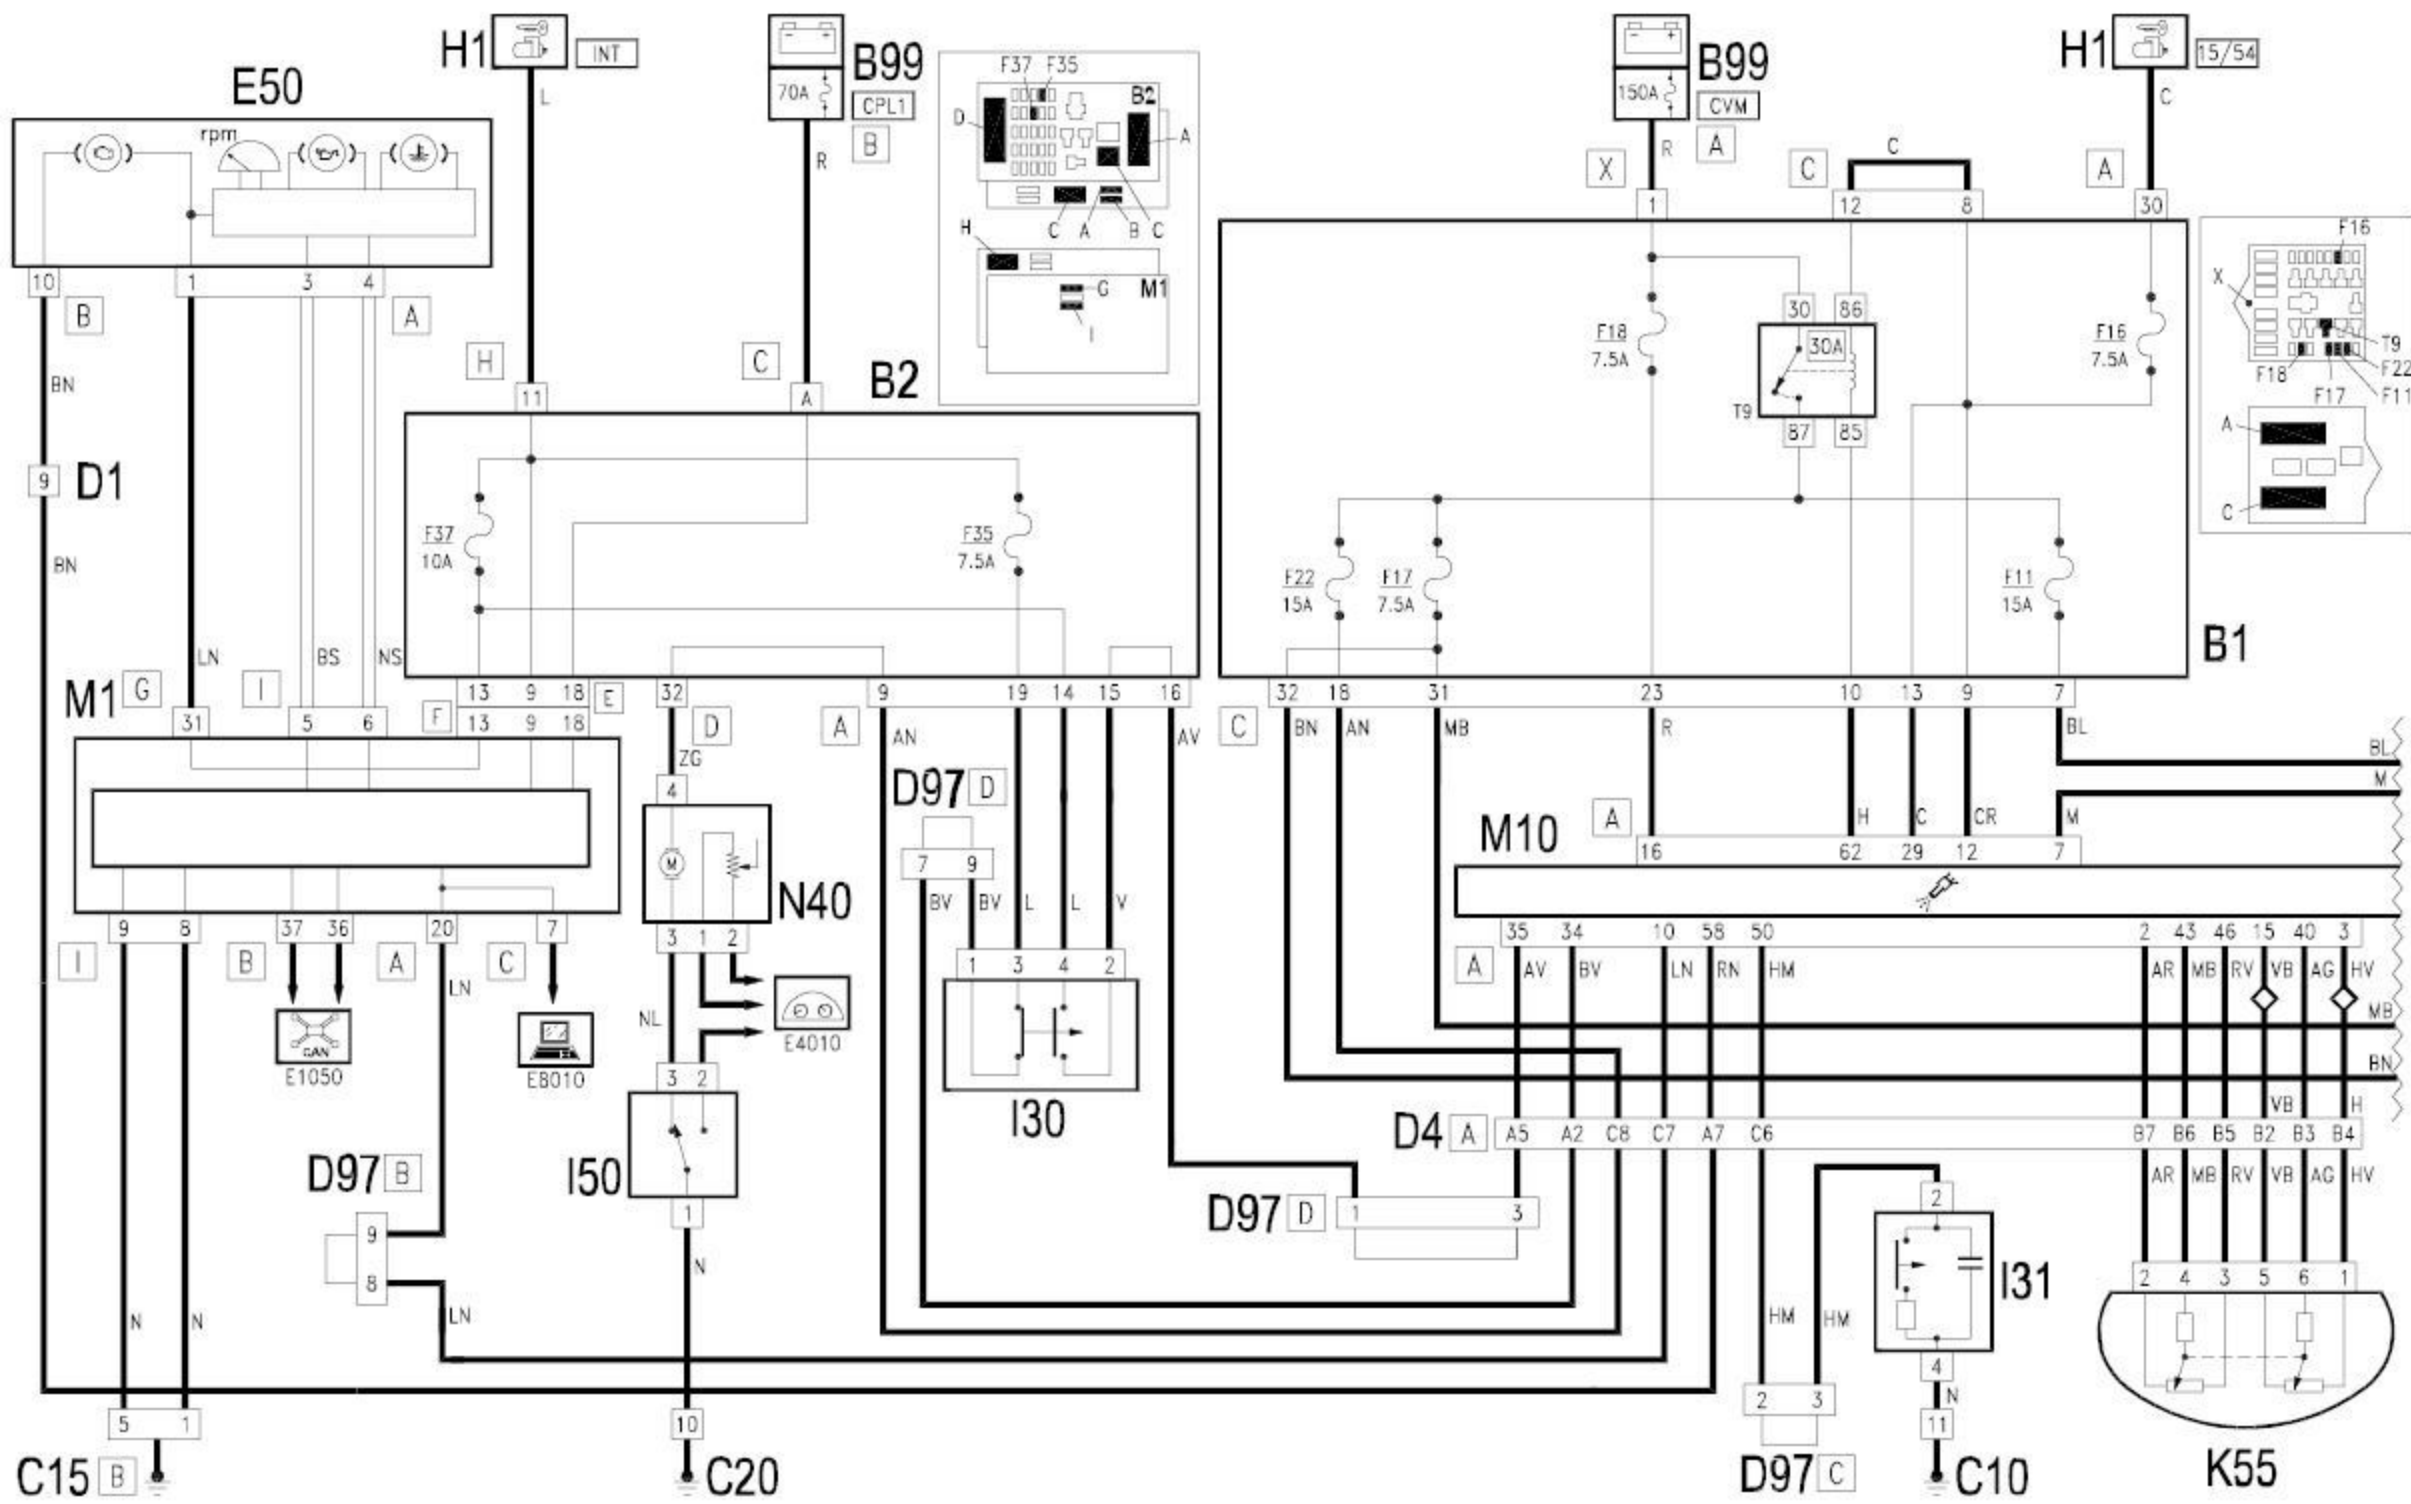 H1 INT
B99
70A CPL1
B
L
R
F37 F35
B2
D
A
C A B C
H
G M1
I
B99
150A CVM
A
R
H1 15/54
C
X C C A
1 12 8 30
E50
rpm
10 1 3 4
B A
BN
9 D1
BN
H C
11 A
B2
F37
10A
F35
7.5A
F18
7.5A
30 86
30A
T9
87 85
F16
7.5A
F22
15A
F17
7.5A
F11
15A
B1
F16
X
T9
F22
F18
F17 F11
A
C
LN BS NS
M1 G I
31 5 6
13 9 18 E
F 13 9 18
32 9 19 14 15 16
D A
ZG AN AV
32 18 31 23 10 13 9 7
C
BN AN MB R H C CR BL
BL
M
M
4
M
N40
3 1 2
D97 D
7 9
BV BV L L V
1 3 4 2
I30
M10 A
16 62 29 12 7
35 34 10 58 50 2 43 46 15 40 3
A
AV BV LN RN HM AR MB RV VB AG HV
MB
BN
VB H
9 8 37 36 20 7
I B A C
LN
CAN
E1050
E8010
NL
E4010
3 2
I50
1
N
D97 B
9
8
LN
N N
D4 A
A5 A2 C8 C7 A7 C6 B7 B6 B5 B2 B3 B4
AR MB RV VB AG HV
D97 D
1 3
2
I31
4
N
11
C10
HM HM
2 3
D97 C
2 4 3 5 6 1
K55
5 1
C15 B
10
C20